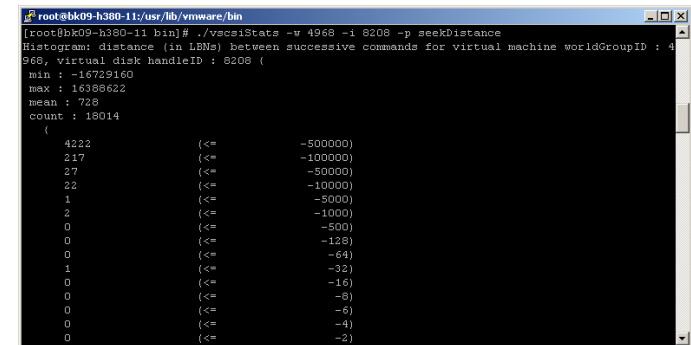 root@bk09-h380-11:/usr/lib/vmware/bin
[root@bk09-h380-11 bin]# ./vscsiStats -w 4968 -i 8208 -p seekDistance
Histogram: distance (in LBNs) between successive commands for virtual machine worldGroupID : 4
968, virtual disk handleID : 8208 {
min : -16729160
max : 16388622
mean : 728
count : 18014
{
4222 (<= -500000)
217 (<= -100000)
27 (<= -50000)
22 (<= -10000)
1 (<= -5000)
2 (<= -1000)
0 (<= -500)
0 (<= -128)
0 (<= -64)
1 (<= -32)
0 (<= -16)
0 (<= -8)
0 (<= -6)
0 (<= -4)
0 (<= -2)